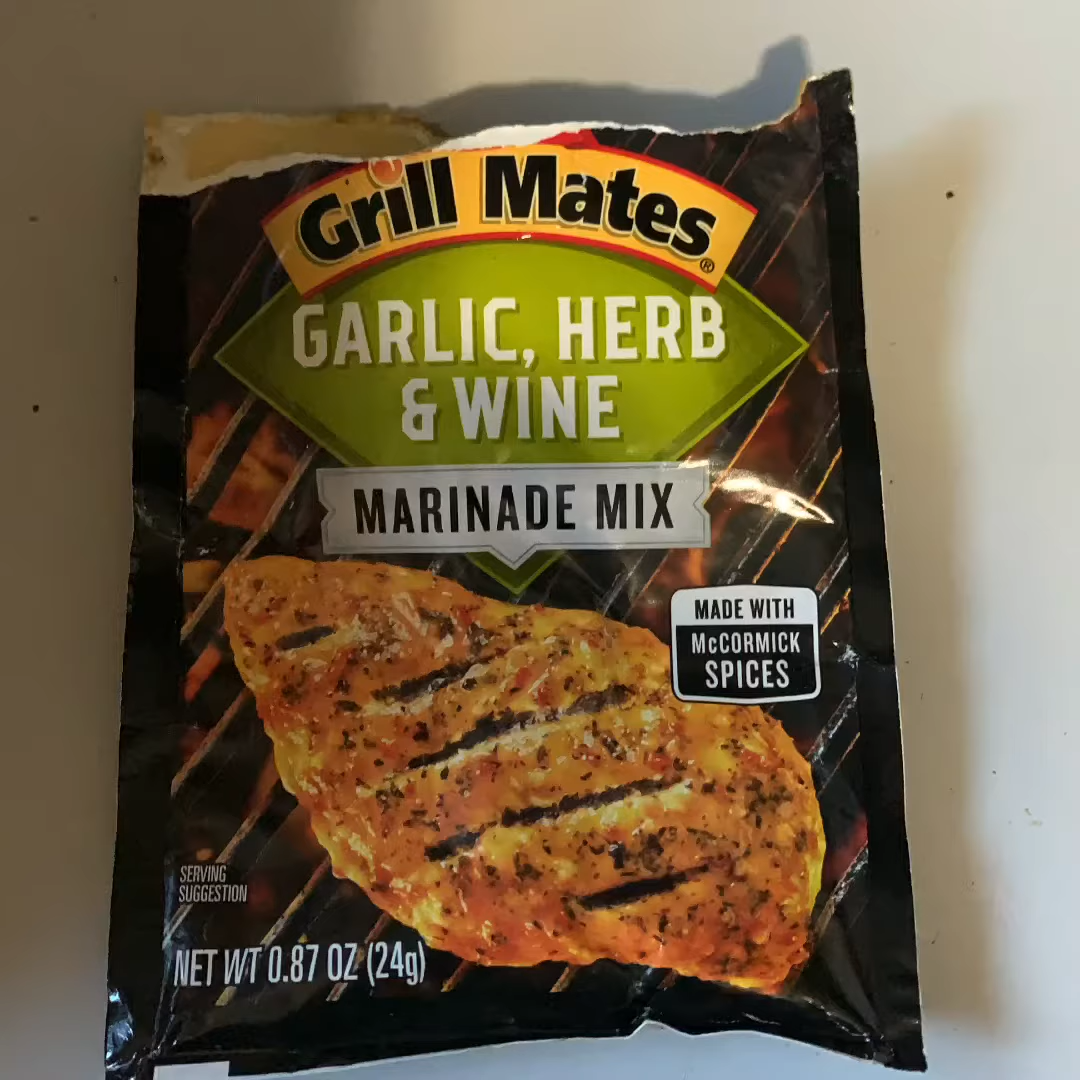 Grill Mates®
GARLIC, HERB
& WINE
MARINADE MIX
MADE WITH
McCORMICK
SPICES
SERVING
SUGGESTION
NET WT 0.87 OZ (24g)